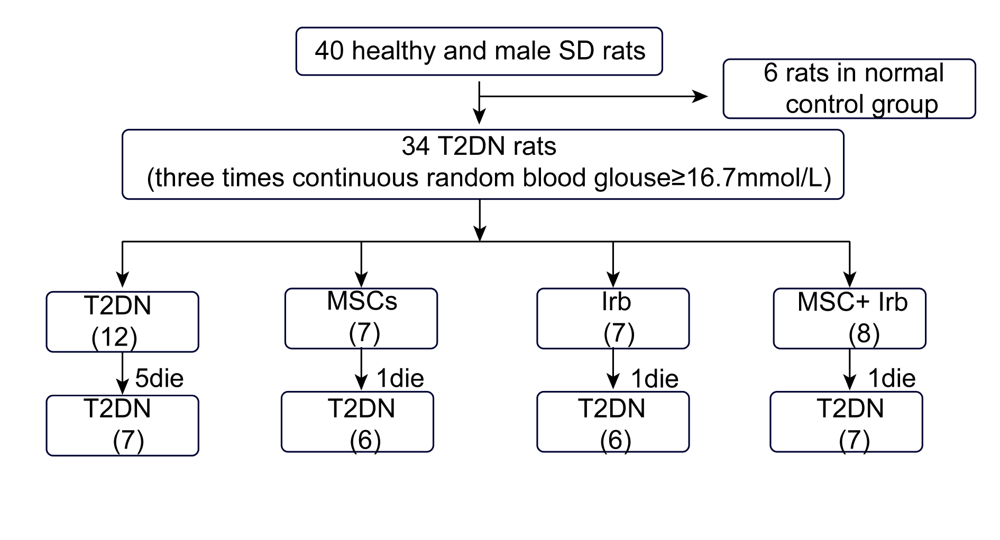 40 healthy and male SD rats
6 rats in normal
control group
34 T2DN rats
(three times continuous random blood glouse≥16.7mmol/L)
T2DN
(12)
MSCs
(7)
Irb
(7)
MSC+ Irb
(8)
5die
1die
1die
1die
T2DN
(7)
T2DN
(6)
T2DN
(6)
T2DN
(7)